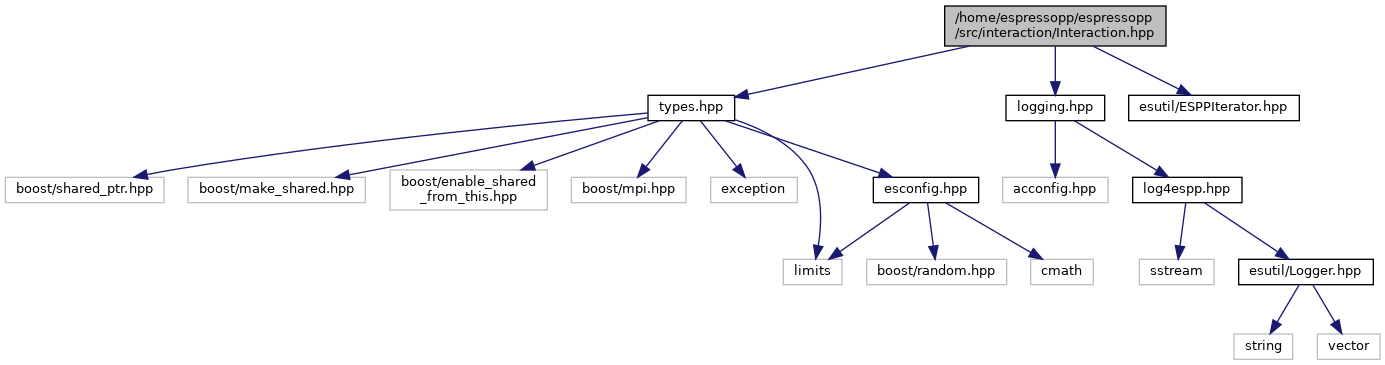 /home/espressopp/espressopp
/src/interaction/Interaction.hpp
types.hpp
logging.hpp
esutil/ESPPIterator.hpp
boost/shared_ptr.hpp
boost/make_shared.hpp
boost/enable_shared
_from_this.hpp
boost/mpi.hpp
exception
esconfig.hpp
acconfig.hpp
log4espp.hpp
limits
boost/random.hpp
cmath
sstream
esutil/Logger.hpp
string
vector